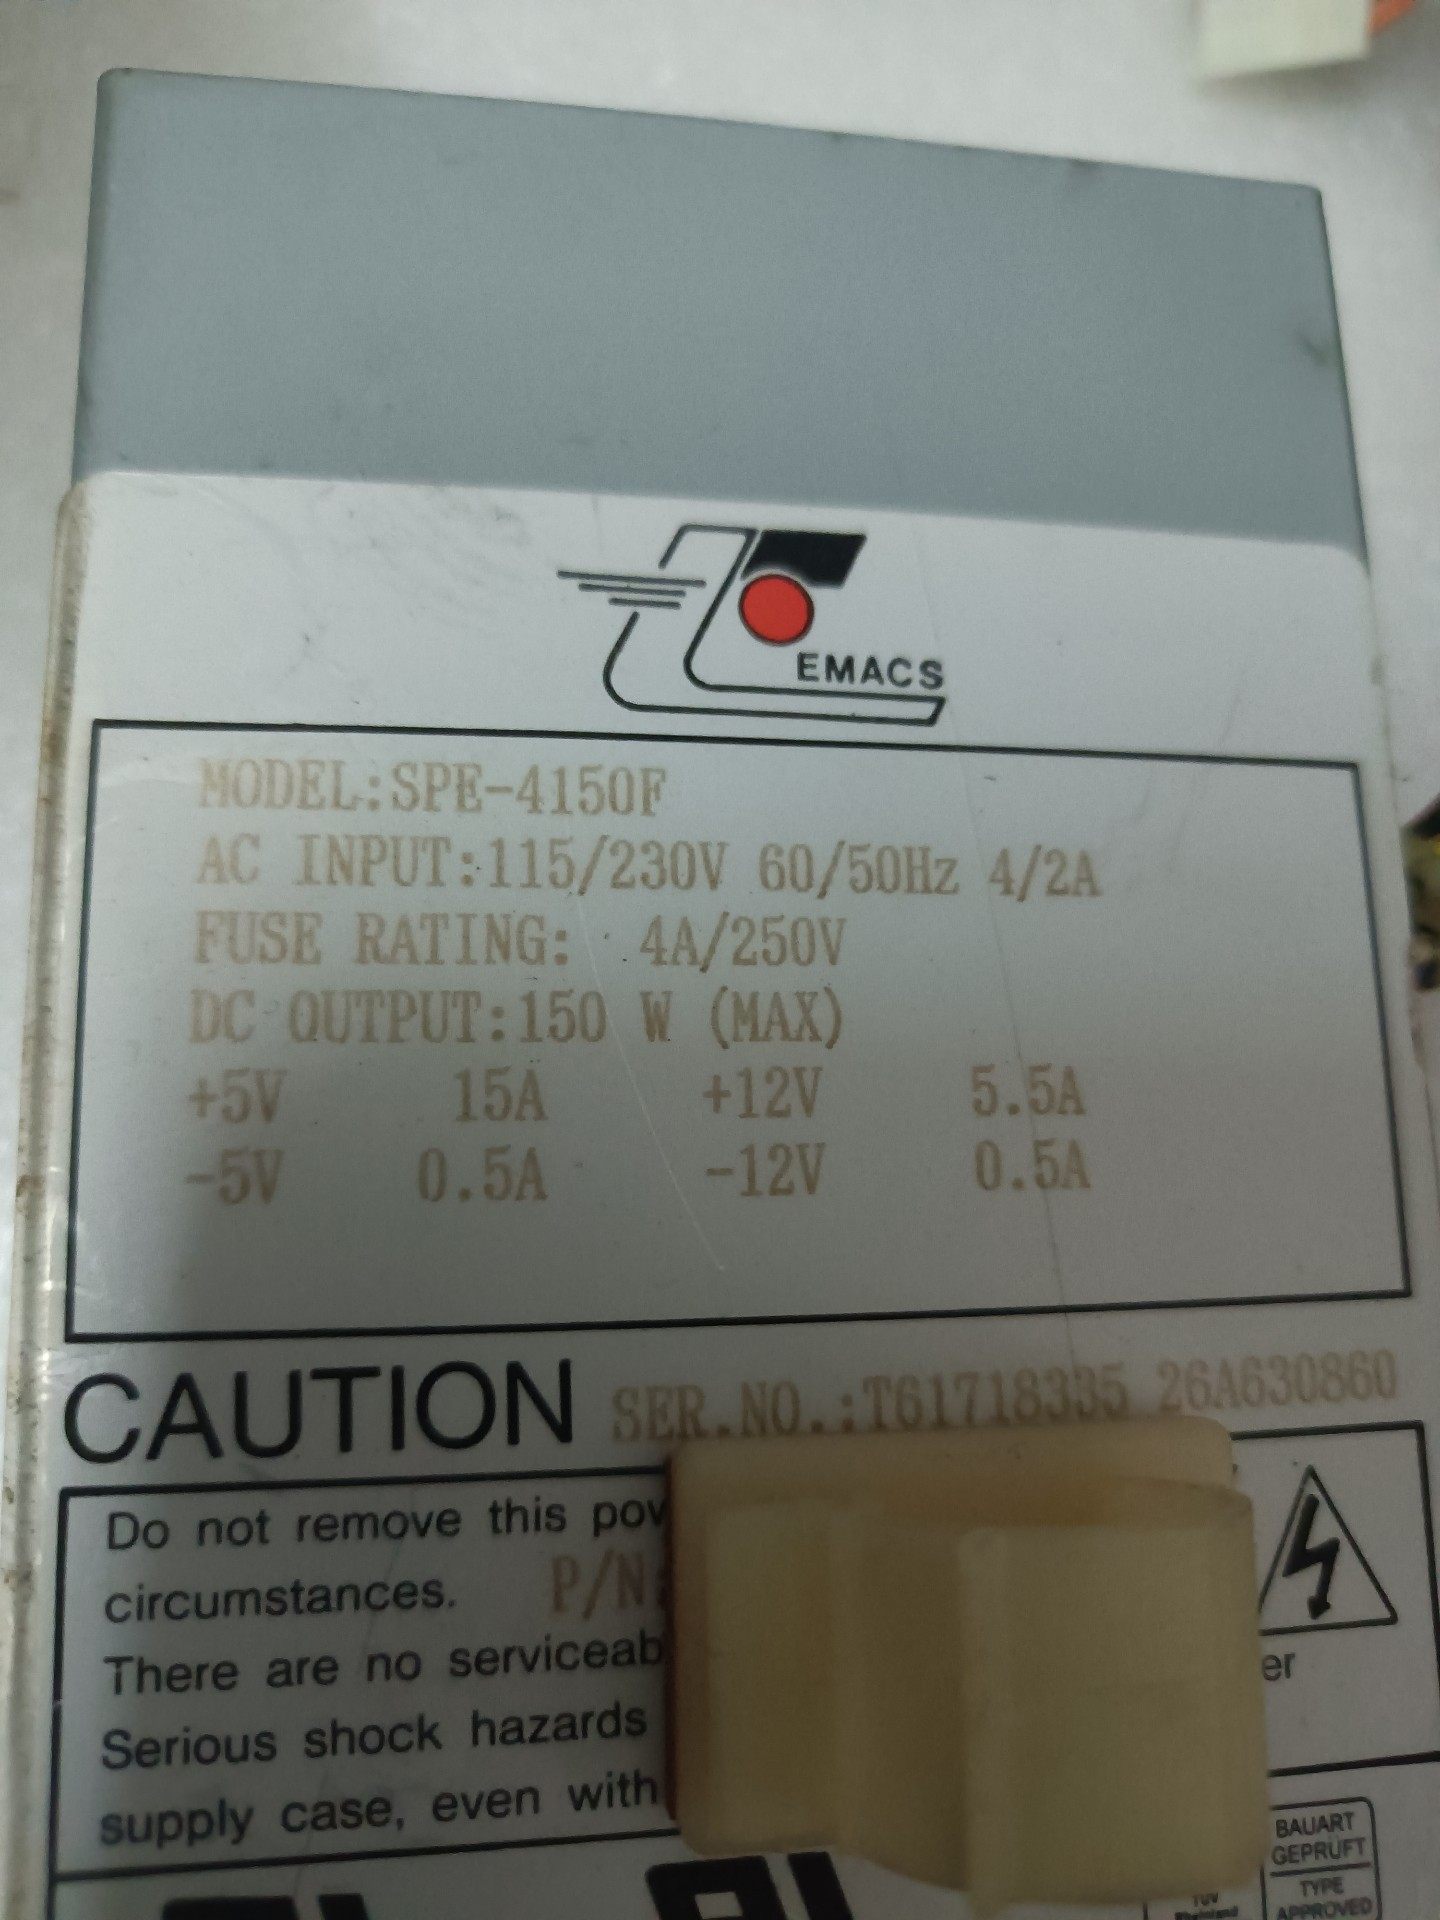 EMACS
MODEL:SPE-4150F
AC INPUT:115/230V 60/50Hz 4/2A
FUSE RATING: 4A/250V
DC OUTPUT:150 W (MAX)
+5V 15A +12V 5.5A
-5V 0.5A -12V 0.5A
CAUTION SER.NO.:T61718335 26A630860
Do not remove this
circumstances. P/N:
There are no
Serious shock hazards
supply case, even with
er
BAUART
GEPRÜFT
TYPE
APPROVED
TÜV
Rheinland